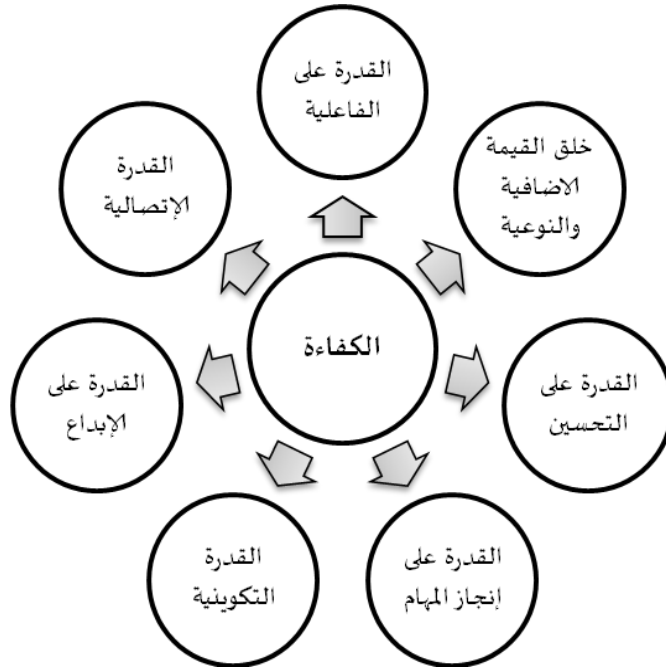 القدرة على
الفاعلية
خلق القيمة
الاضافية
والنوعية
القدرة
الإتصالية
الكفاءة
القدرة على
التحسين
القدرة على
الإبداع
القدرة على
إنجاز المهام
القدرة
التكوينية